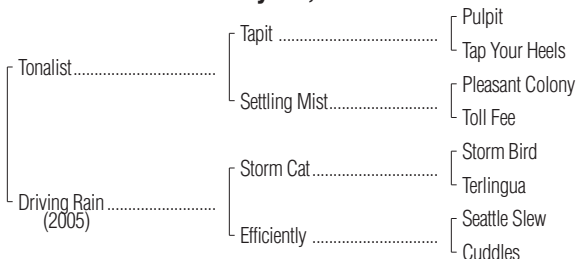 Pulpit
Tapit ........................................
Tap Your Heels
Tonalist....................................
Pleasant Colony
Settling Mist...........................
Toll Fee
Storm Bird
Storm Cat................................
Terlingua
Driving Rain ...........................
(2005)
Seattle Slew
Efficiently ................................
Cuddles